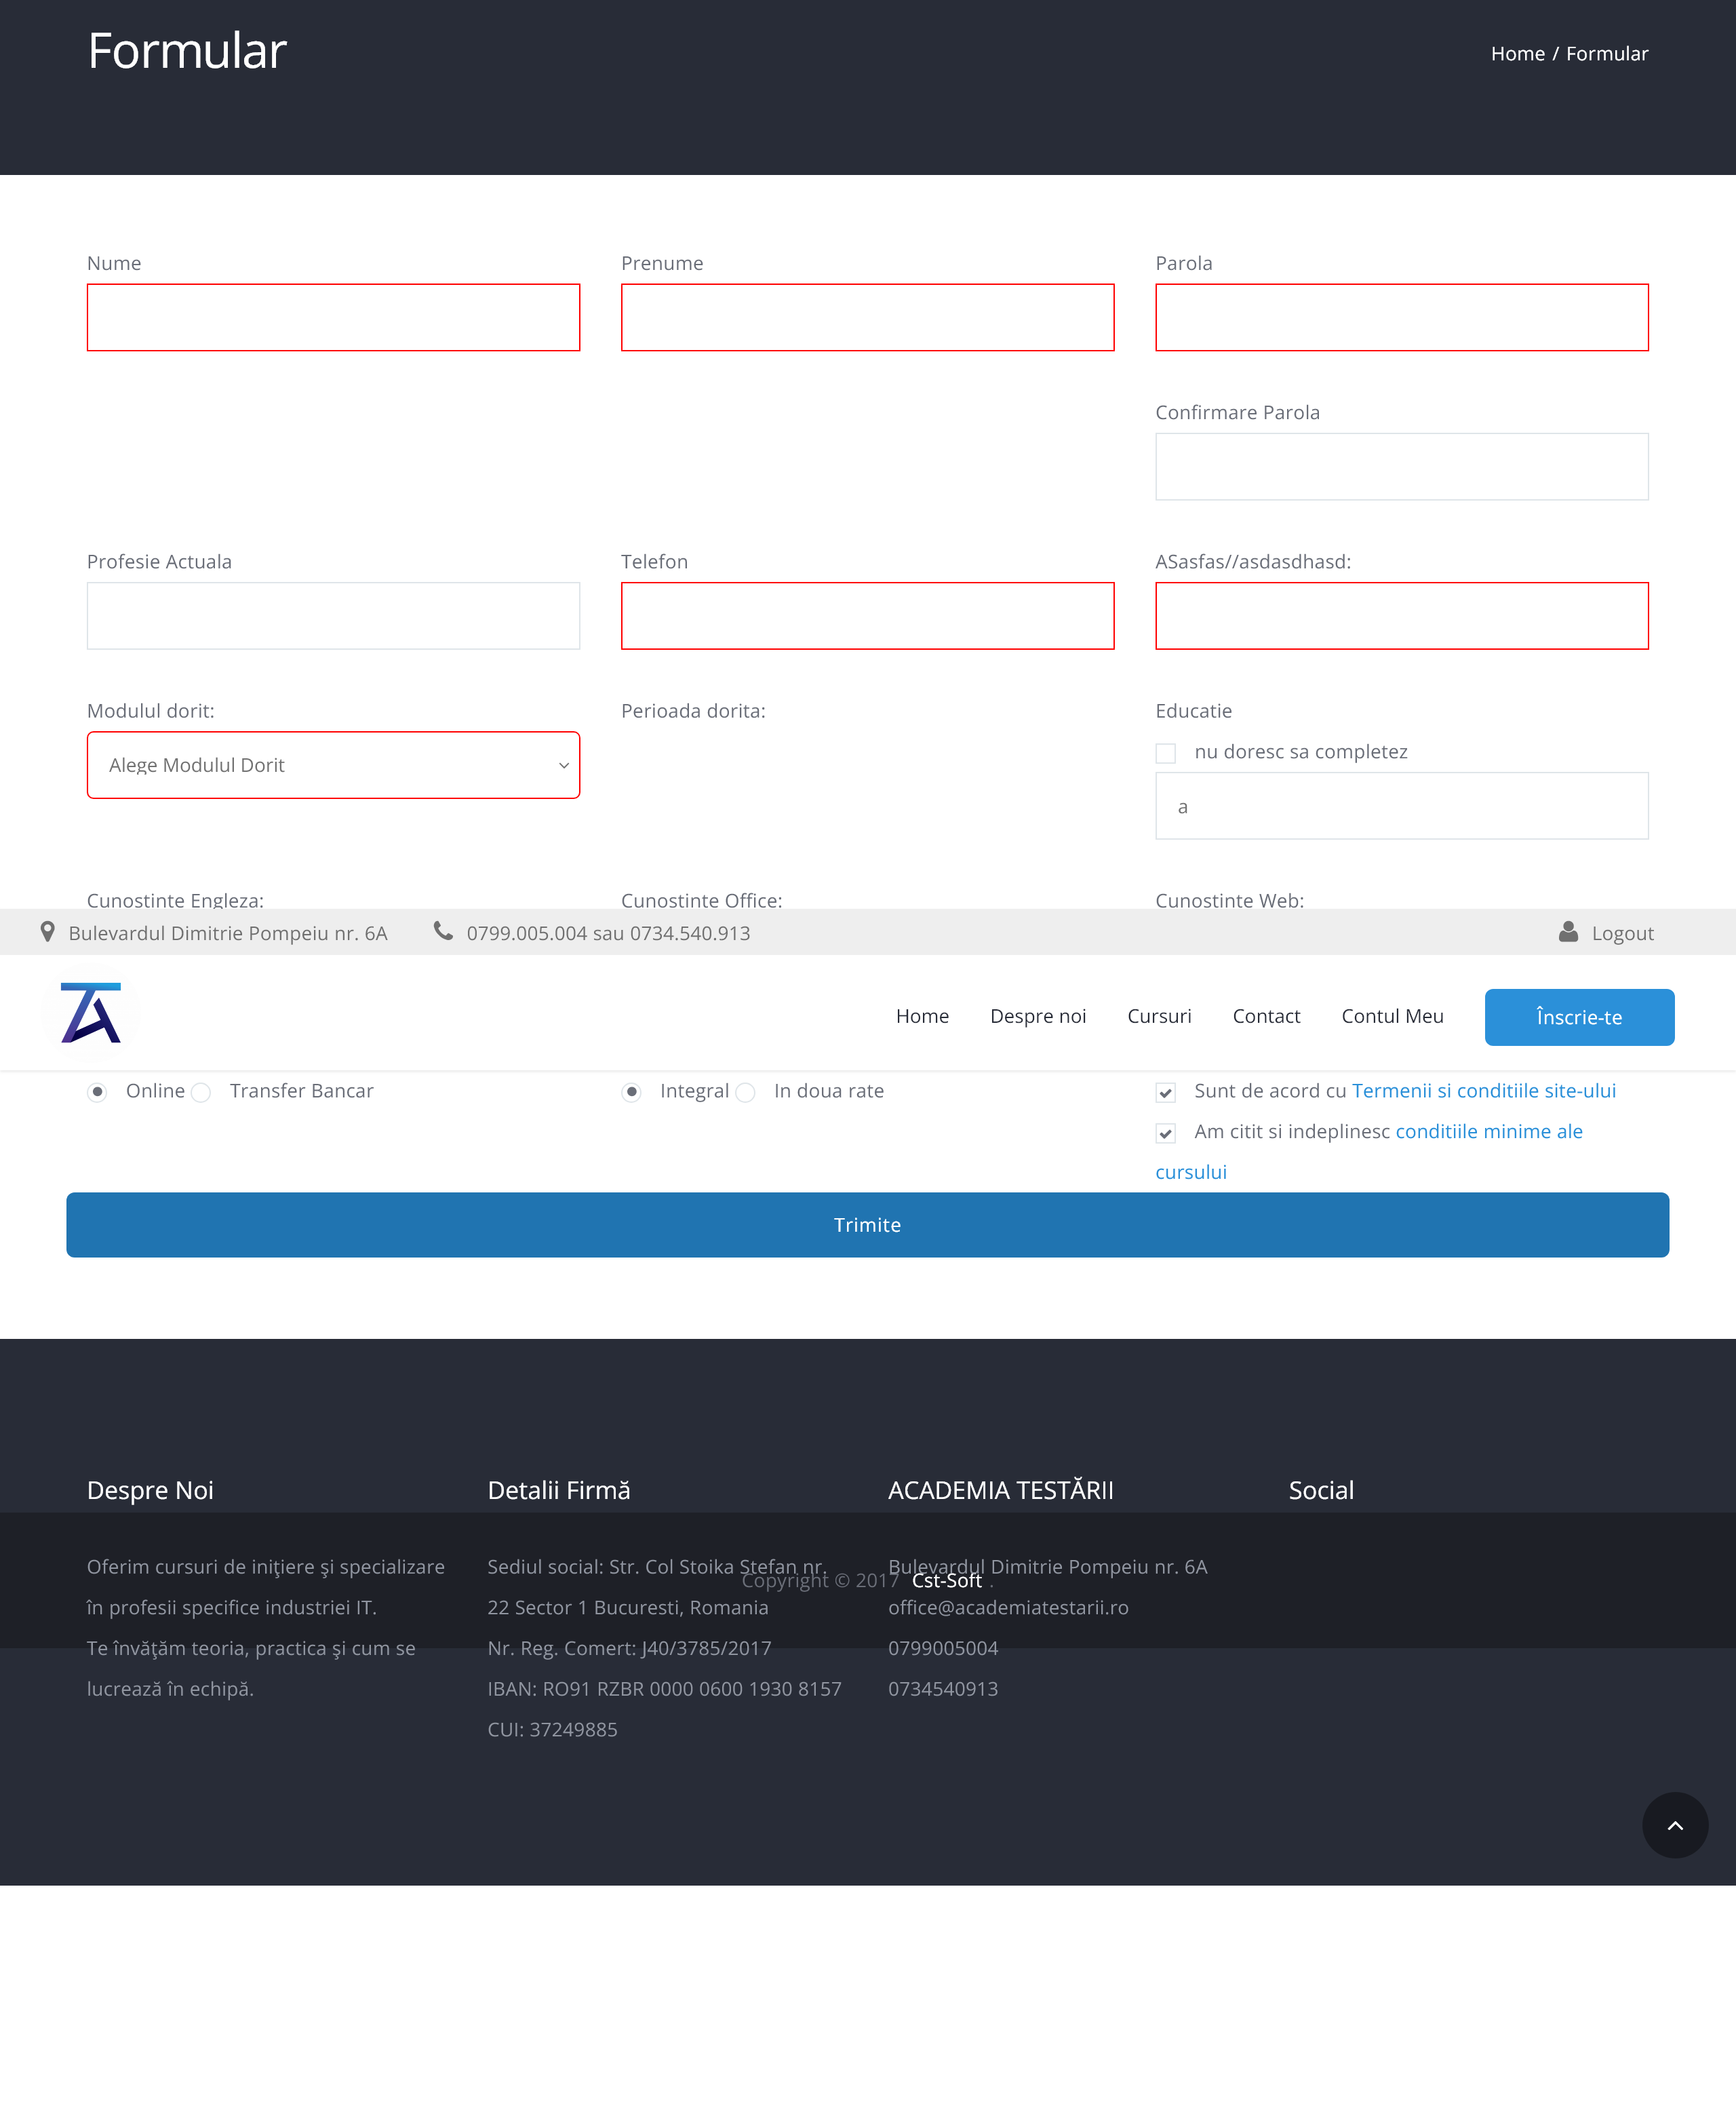 Formular
Home / Formular
Nume
Prenume
Parola
Confirmare Parola
Profesie Actuala
Telefon
ASasfas//asdasdhasd:
Modulul dorit:
Perioada dorita:
Educatie
nu doresc sa completez
Alege Modulul Dorit
a
Cunostinte Engleza:
Cunostinte Office:
Cunostinte Web:
Bulevardul Dimitrie Pompeiu nr. 6A
0799.005.004 sau 0734.540.913
Logout
TA
Home
Despre noi
Cursuri
Contact
Contul Meu
Înscrie-te
Online
Transfer Bancar
Integral
In doua rate
Sunt de acord cu Termenii si conditiile site-ului
Am citit si indeplinesc conditiile minime ale
cursului
Trimite
Despre Noi
Oferim cursuri de iniţiere şi specializare
în profesii specifice industriei IT.
Te învăţăm teoria, practica şi cum se
lucrează în echipă.
Detalii Firmă
Sediul social: Str. Col Stoika Stefan nr.
22 Sector 1 Bucuresti, Romania
Nr. Reg. Comert: J40/3785/2017
IBAN: RO91 RZBR 0000 0600 1930 8157
CUI: 37249885
ACADEMIA TESTĂRII
Bulevardul Dimitrie Pompeiu nr. 6A
office@academiatestarii.ro
0799005004
0734540913
Social
Copyright © 2017 Cst-Soft .